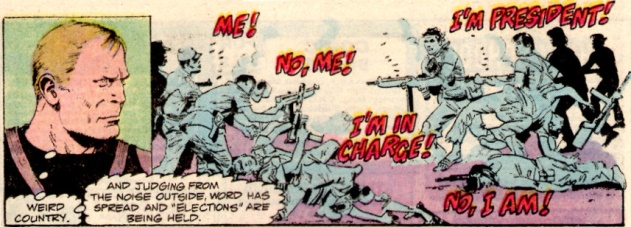 WEIRD
COUNTRY.
AND JUDGING FROM
THE NOISE OUTSIDE, WORD HAS
SPREAD AND "ELECTIONS" ARE
BEING HELD.
ME!
NO, ME!
I'M IN
CHARGE!
I'M PRESIDENT!
NO, I AM!